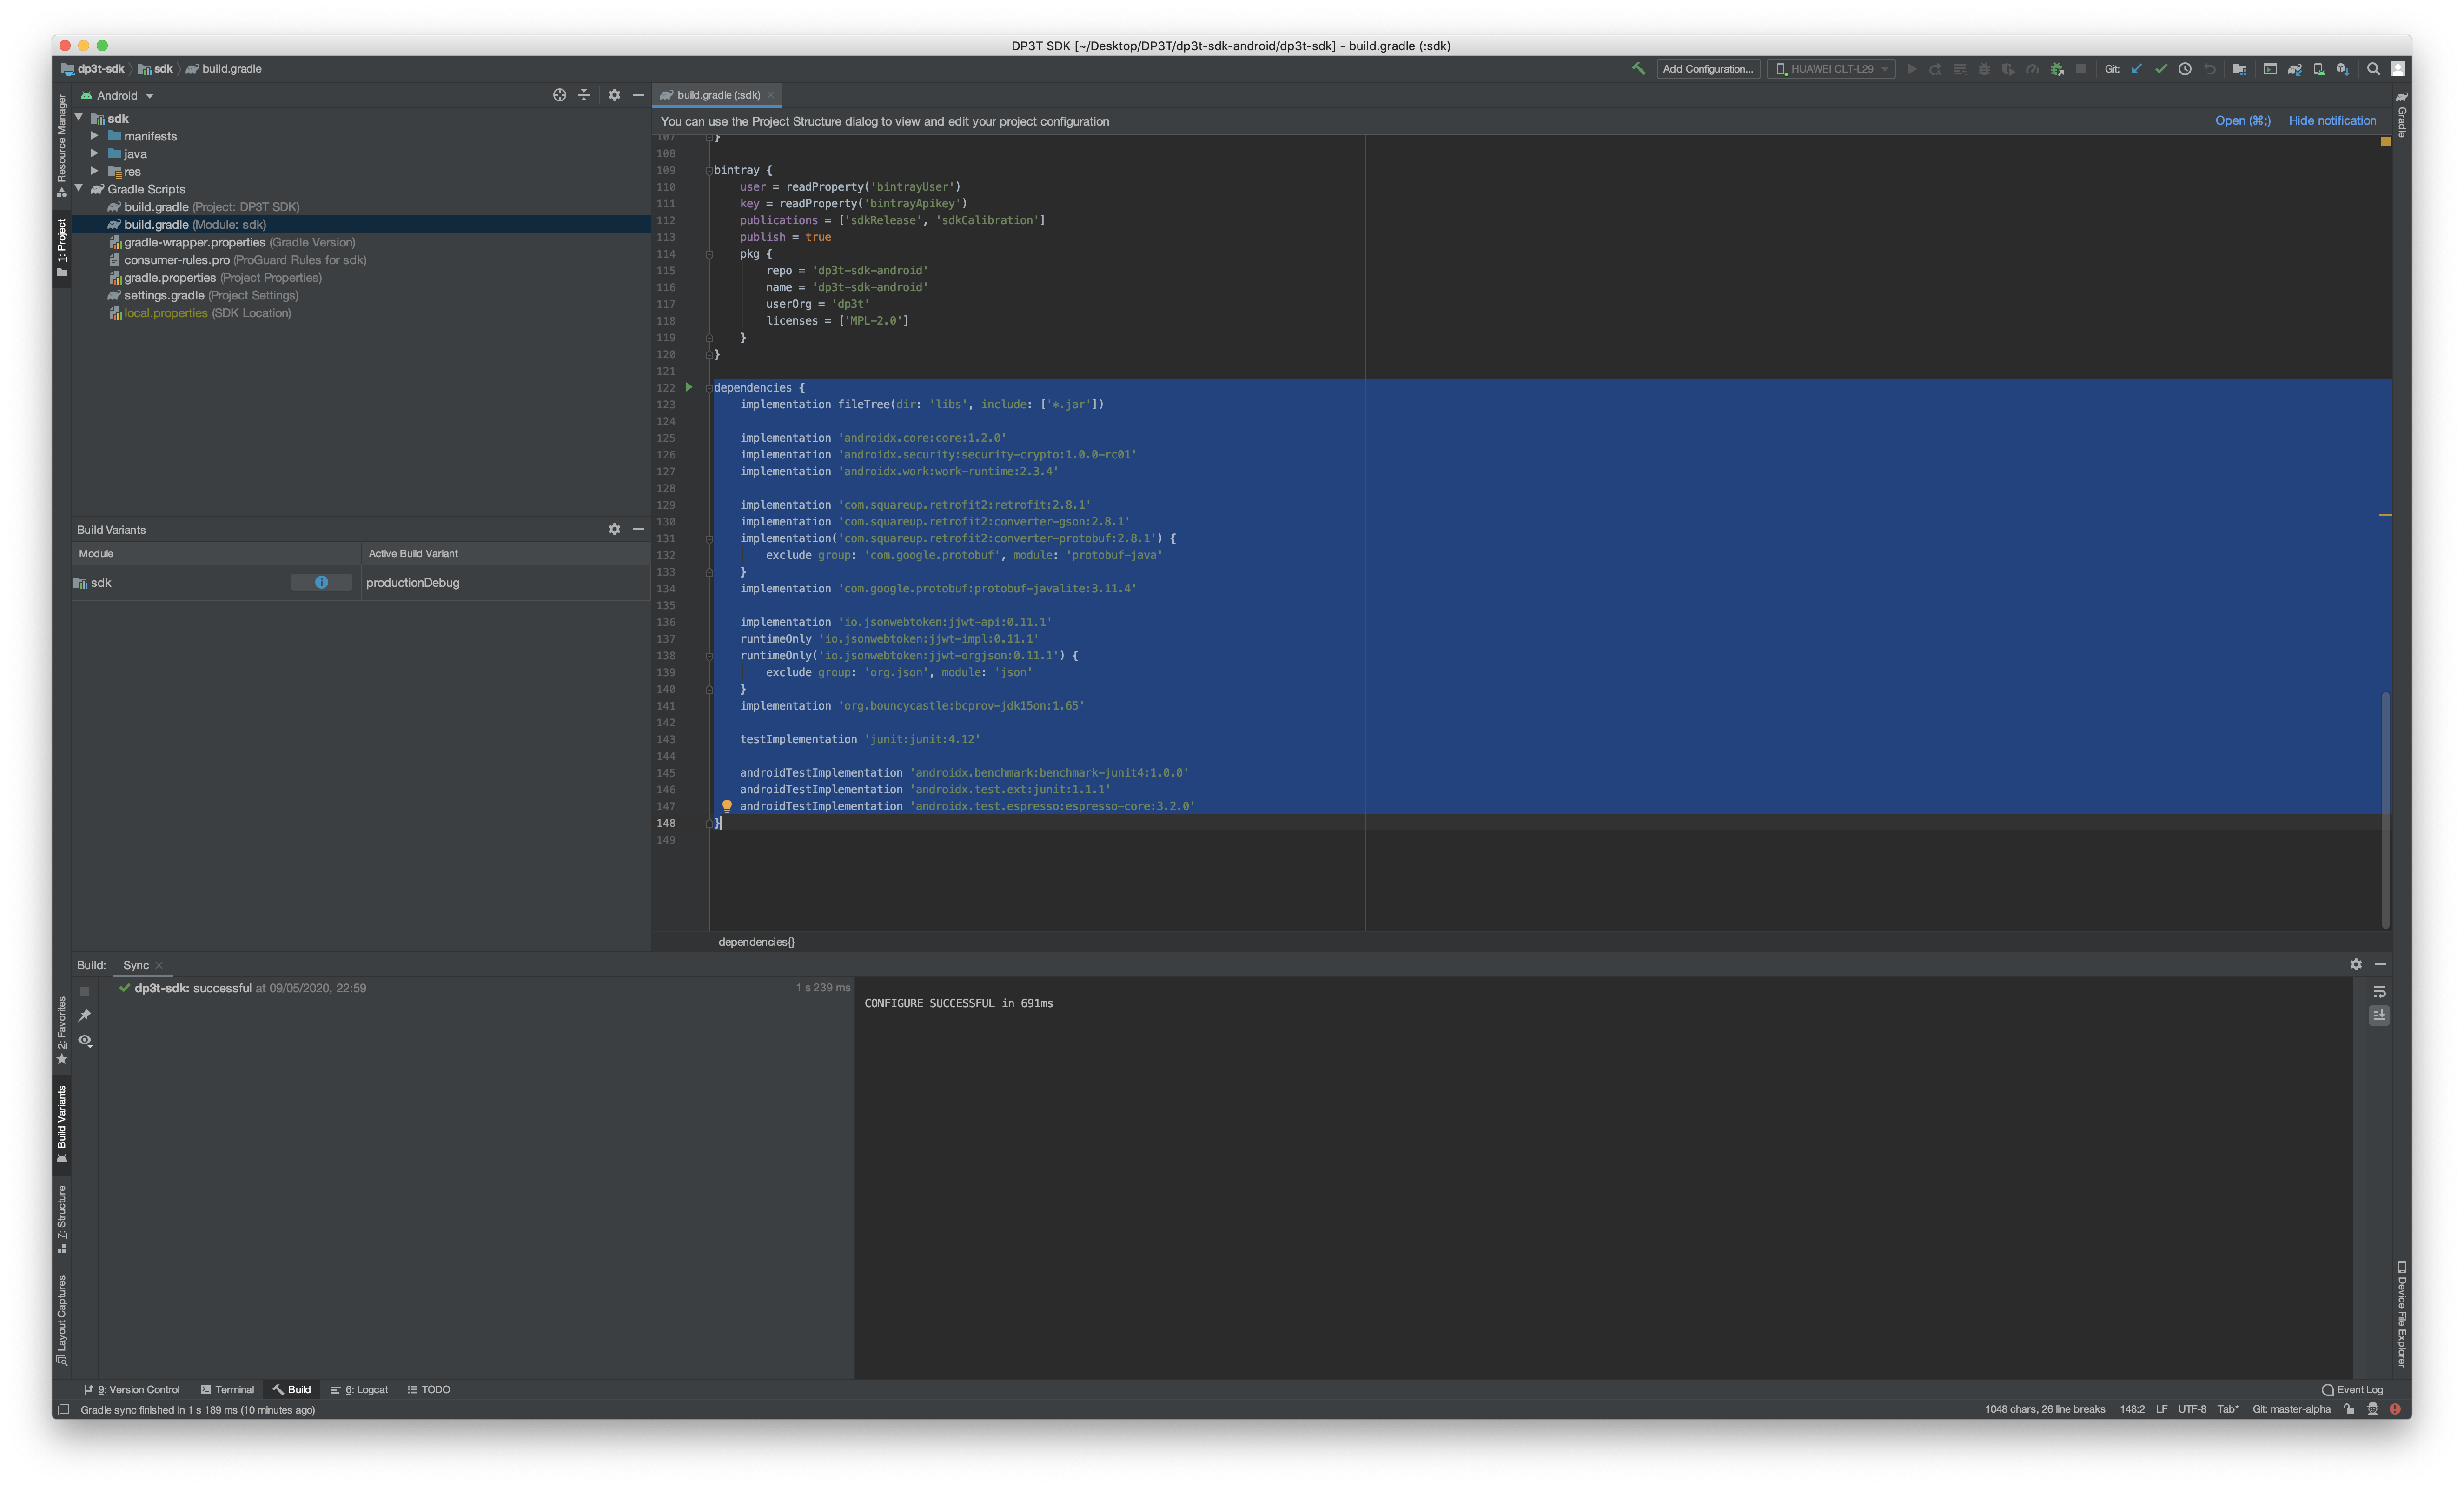 DP3T SDK [~/Desktop/DP3T/dp3t-sdk-android/dp3t-sdk] - build.gradle (:sdk)
dp3t-sdk sdk build.gradle
Add Configuration... HUAWEI CLT-L29 Git:
Android
build.gradle (:sdk)
You can use the Project Structure dialog to view and edit your project configuration
Open (⌘;) Hide notification
Resource Manager
1: Project
sdk
manifests
java
res
Gradle Scripts
build.gradle (Project: DP3T SDK)
build.gradle (Module: sdk)
gradle-wrapper.properties (Gradle Version)
consumer-rules.pro (ProGuard Rules for sdk)
gradle.properties (Project Properties)
settings.gradle (Project Settings)
local.properties (SDK Location)
Build Variants
Module Active Build Variant
sdk productionDebug
107 }
108
109 bintray {
110 user = readProperty('bintrayUser')
111 key = readProperty('bintrayApikey')
112 publications = ['sdkRelease', 'sdkCalibration']
113 publish = true
114 pkg {
115 repo = 'dp3t-sdk-android'
116 name = 'dp3t-sdk-android'
117 userOrg = 'dp3t'
118 licenses = ['MPL-2.0']
119 }
120 }
121
122 dependencies {
123 implementation fileTree(dir: 'libs', include: ['*.jar'])
124
125 implementation 'androidx.core:core:1.2.0'
126 implementation 'androidx.security:security-crypto:1.0.0-rc01'
127 implementation 'androidx.work:work-runtime:2.3.4'
128
129 implementation 'com.squareup.retrofit2:retrofit:2.8.1'
130 implementation 'com.squareup.retrofit2:converter-gson:2.8.1'
131 implementation('com.squareup.retrofit2:converter-protobuf:2.8.1') {
132 exclude group: 'com.google.protobuf', module: 'protobuf-java'
133 }
134 implementation 'com.google.protobuf:protobuf-javalite:3.11.4'
135
136 implementation 'io.jsonwebtoken:jjwt-api:0.11.1'
137 runtimeOnly 'io.jsonwebtoken:jjwt-impl:0.11.1'
138 runtimeOnly('io.jsonwebtoken:jjwt-orgjson:0.11.1') {
139 exclude group: 'org.json', module: 'json'
140 }
141 implementation 'org.bouncycastle:bcprov-jdk15on:1.65'
142
143 testImplementation 'junit:junit:4.12'
144
145 androidTestImplementation 'androidx.benchmark:benchmark-junit4:1.0.0'
146 androidTestImplementation 'androidx.test.ext:junit:1.1.1'
147 androidTestImplementation 'androidx.test.espresso:espresso-core:3.2.0'
148 }
149
dependencies{}
Gradle
Device File Explorer
Build: Sync
dp3t-sdk: successful at 09/05/2020, 22:59 1 s 239 ms
CONFIGURE SUCCESSFUL in 691ms
2: Favorites
Build Variants
7: Structure
Layout Captures
9: Version Control Terminal Build 6: Logcat TODO Event Log
Gradle sync finished in 1 s 189 ms (10 minutes ago) 1048 chars, 26 line breaks 148:2 LF UTF-8 Tab* Git: master-alpha